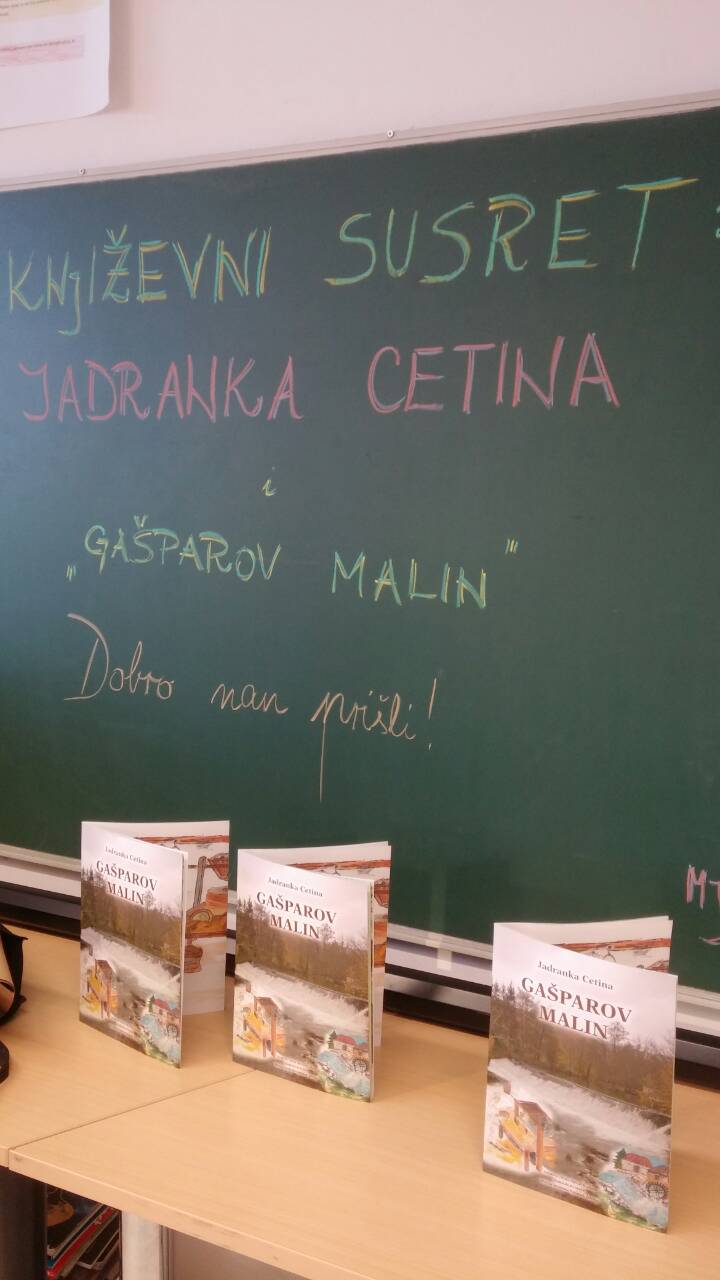 KNjIŽEVNI SUSRET:
JADRANKA CETINA
i
„GAŠPAROV MALIN"
Dobro nan prišli!
Jadranka Cetina
GAŠPAROV
MALIN
Jadranka Cetina
GAŠPAROV
MALIN
Jadranka Cetina
GAŠPAROV
MALIN